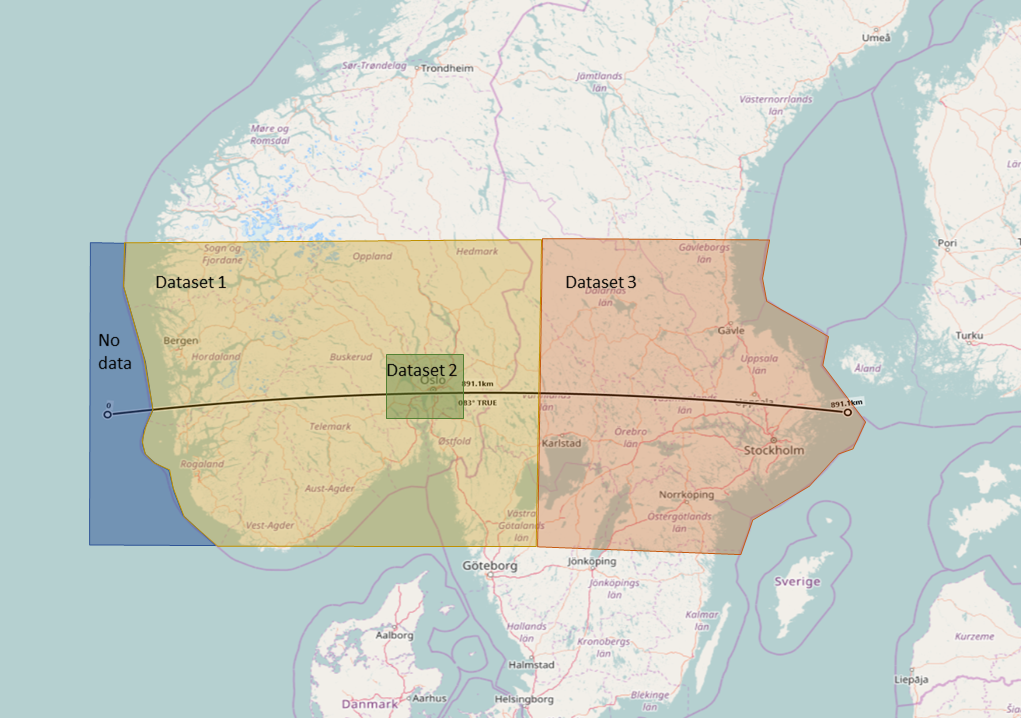 Umeå
Sør-Trøndelag
Trondheim
Jämtlands
län
Västernorrlands
län
Møre og
Romsdal
Sogn og
Fjordane
Oppland
Hedmark
Gävleborgs
län
Pori
Dataset 1
Dataset 3
Dalarnas
län
No
data
Bergen
Hordaland
Buskerud
Dataset 2
Oslo
Gävle
Uppsala
län
Turku
Åland
891.1km
083° TRUE
0
län
län
Uppsala
891.1km
Telemark
Østfold
Karlstad
Örebro
län
Stockholm
Rogaland
Aust-Agder
Norrköping
Vest-Agder
Västra
Götalands
län
Östergötlands
län
Göteborg
Jönköping
Jönköpings
län
Sverige
Aalborg
Hallands
län
Kronobergs
län
Kalmar
län
Kurzeme
Halmstad
Liepāja
Aarhus
Danmark
Helsingborg
Blekinge
län